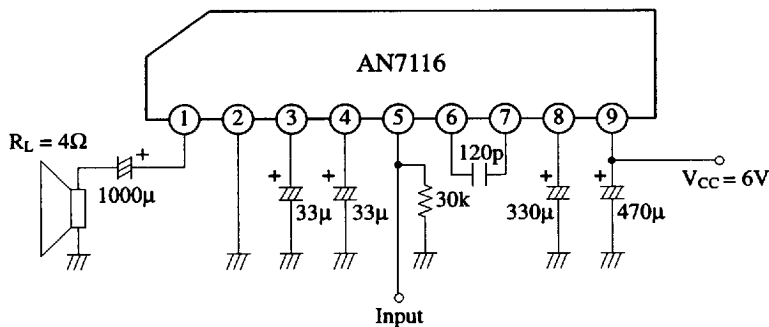 AN7116
1 2 3 4 5 6 7 8 9
R_L = 4Ω
120p
V_CC = 6V
1000μ
33μ 33μ 30k 330μ 470μ
+ + + + +
Input